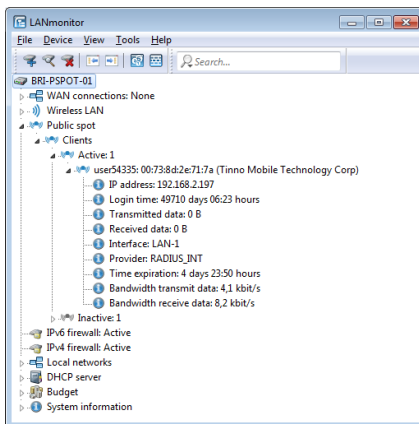 LANmonitor
File Device View Tools Help
Search...
BRI-PSPOT-01
WAN connections: None
Wireless LAN
Public spot
Clients
Active: 1
user54335: 00:73:8d:2e:71:7a (Tinno Mobile Technology Corp)
IP address: 192.168.2.197
Login time: 49710 days 06:23 hours
Transmitted data: 0 B
Received data: 0 B
Interface: LAN-1
Provider: RADIUS_INT
Time expiration: 4 days 23:50 hours
Bandwidth transmit data: 4,1 kbit/s
Bandwidth receive data: 8,2 kbit/s
Inactive: 1
IPv6 firewall: Active
IPv4 firewall: Active
Local networks
DHCP server
Budget
System information